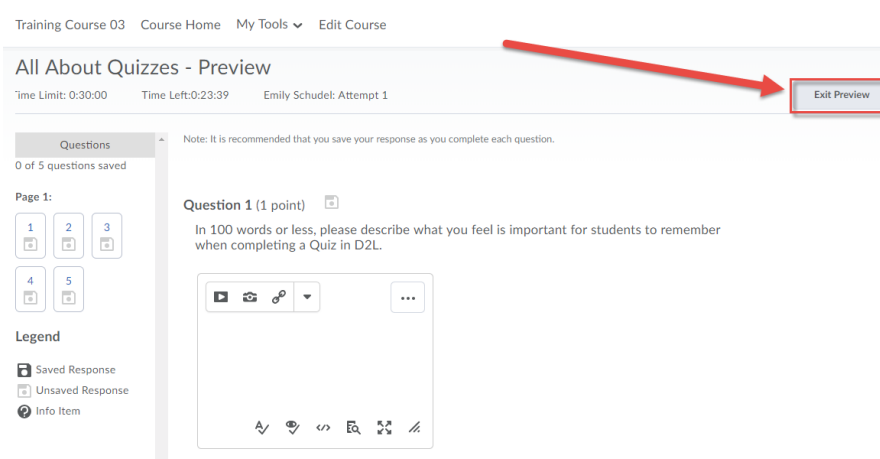 Training Course 03 Course Home My Tools Edit Course
All About Quizzes - Preview
Time Limit: 0:30:00 Time Left:0:23:39 Emily Schudel: Attempt 1
Exit Preview
Questions
0 of 5 questions saved
Page 1:
1 2 3
4 5
Legend
Saved Response
Unsaved Response
Info Item
Note: It is recommended that you save your response as you complete each question.
Question 1 (1 point)
In 100 words or less, please describe what you feel is important for students to remember
when completing a Quiz in D2L.